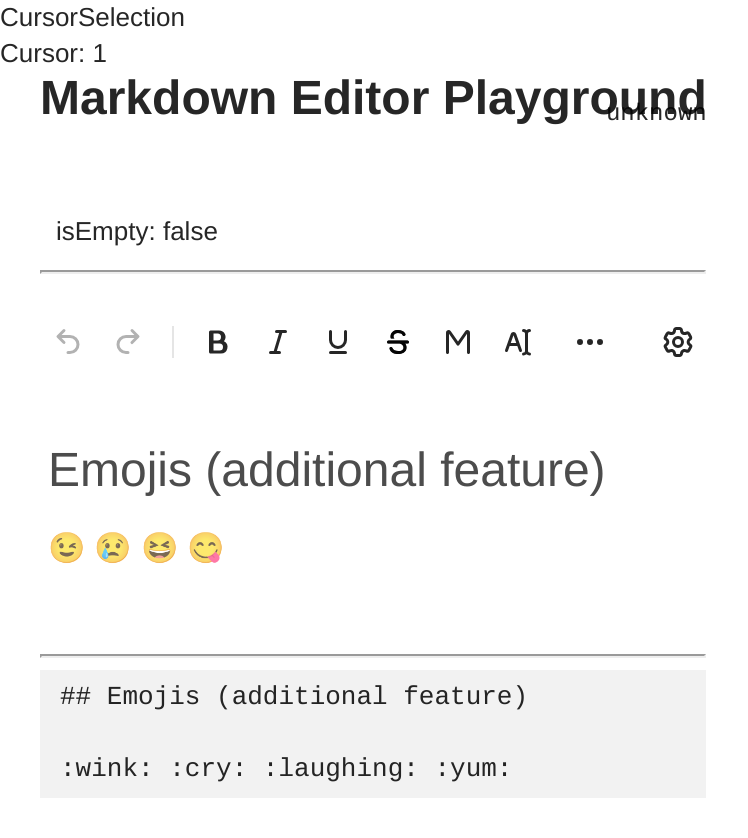 CursorSelection
Cursor: 1
Markdown Editor Playground
unknown
isEmpty: false
Emojis (additional feature)
😉 😢 😆 😋
## Emojis (additional feature)
:wink: :cry: :laughing: :yum: